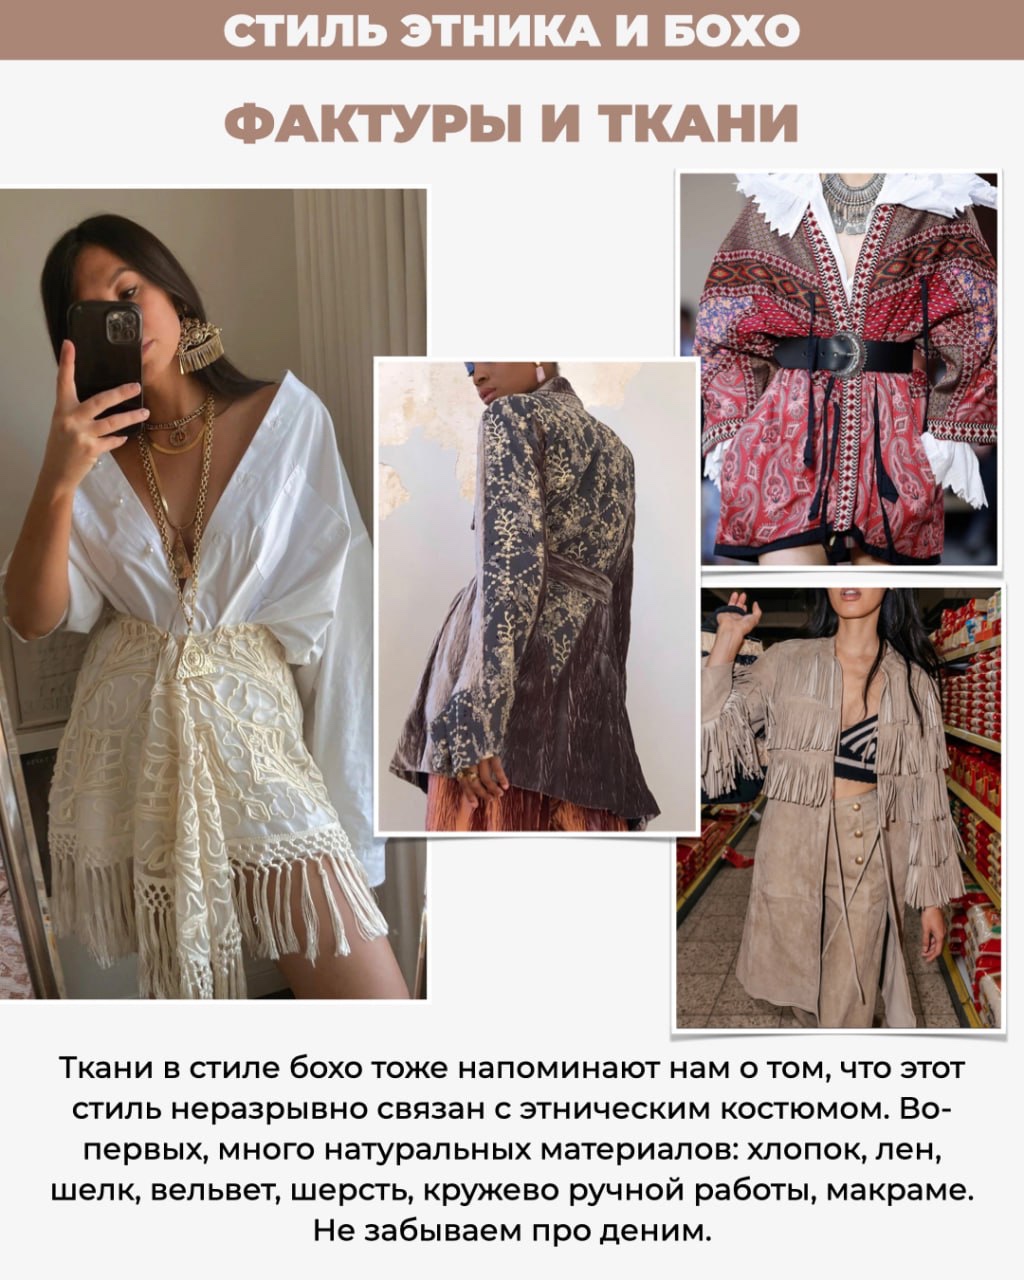 СТИЛЬ ЭТНИКА И БОХО
ФАКТУРЫ И ТКАНИ
Ткани в стиле бохо тоже напоминают нам о том, что этот
стиль неразрывно связан с этническим костюмом. Во-
первых, много натуральных материалов: хлопок, лен,
шелк, вельвет, шерсть, кружево ручной работы, макраме.
Не забываем про деним.